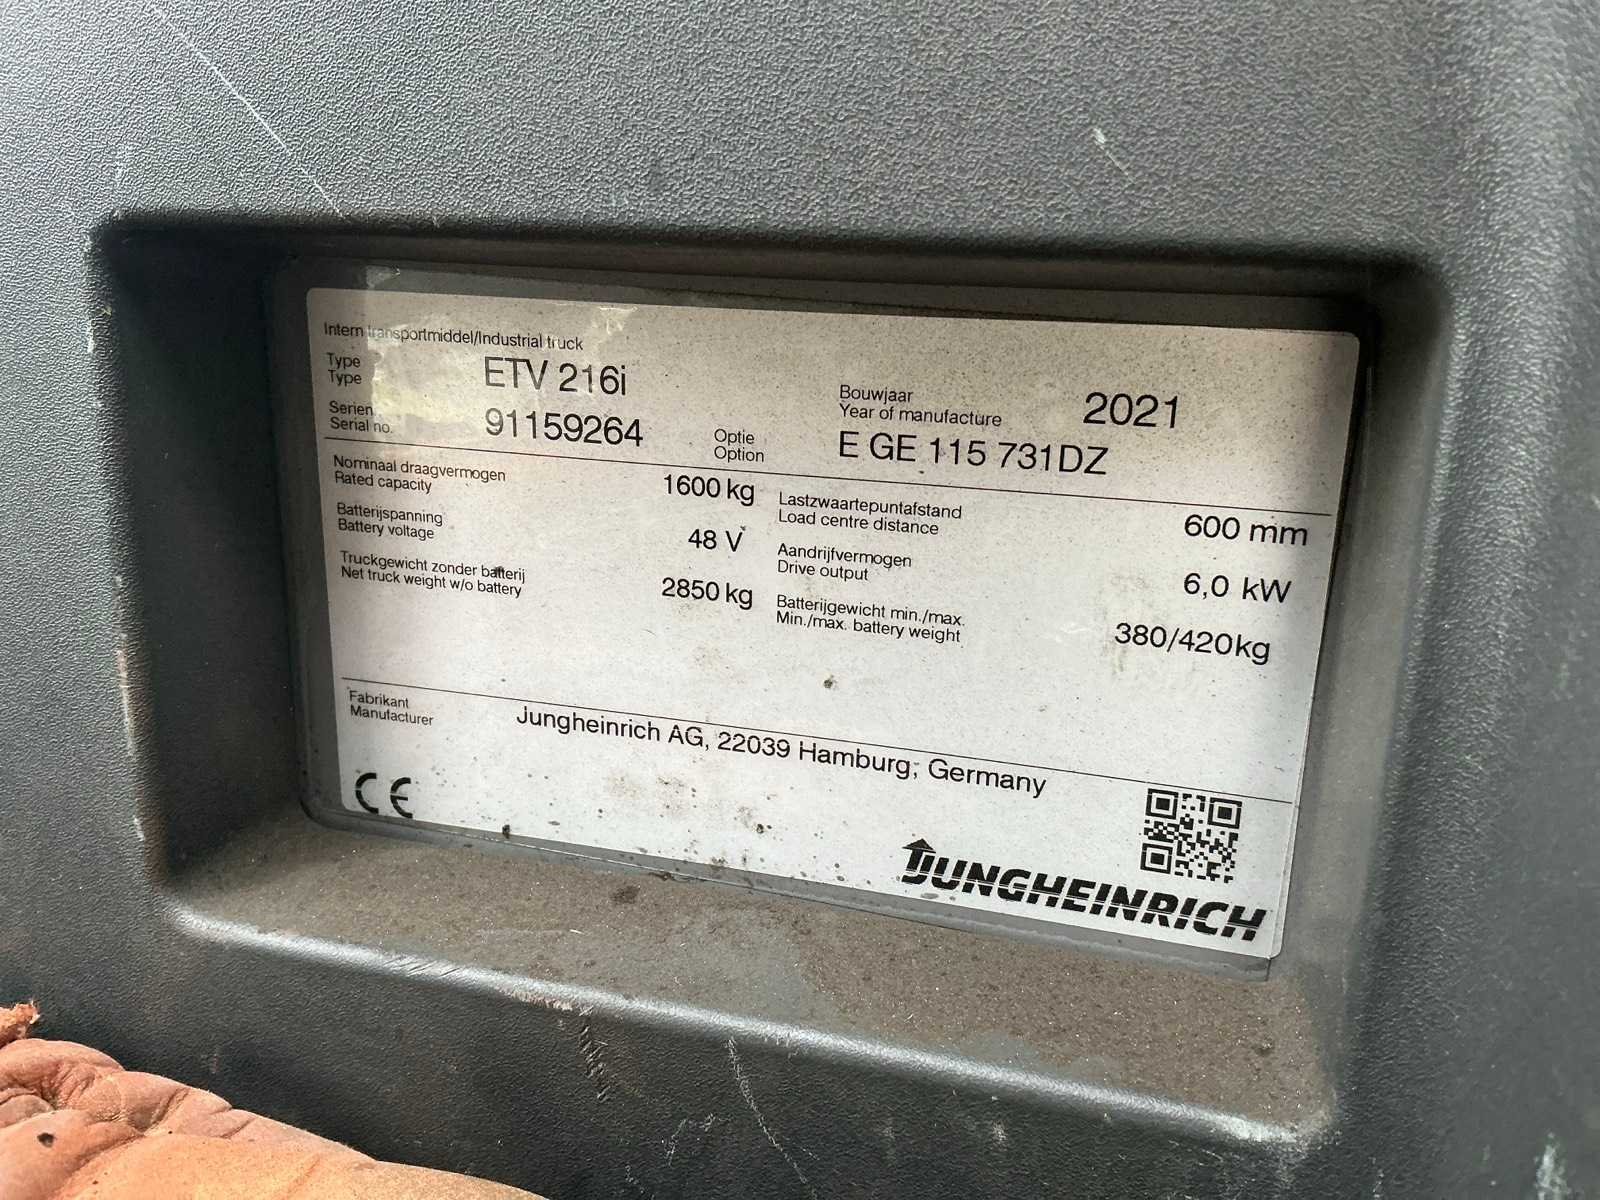 Intern transportmiddel/Industrial truck
Type
Type
ETV 216i
Bouwjaar
Year of manufacture
2021
Serien
Serial no.
91159264
Optie
Option
E GE 115 731DZ
Nominaal draagvermogen
Rated capacity
1600 kg
Lastzwaartepuntafstand
Load centre distance
600 mm
Batterijspanning
Battery voltage
48 V
Aandrijfvermogen
Drive output
6,0 kW
Truckgewicht zonder batterij
Net truck weight w/o battery
2850 kg
Batterijgewicht min./max.
Min./max. battery weight
380/420kg
Fabrikant
Manufacturer
Jungheinrich AG, 22039 Hamburg, Germany
CE
JUNGHEINRICH